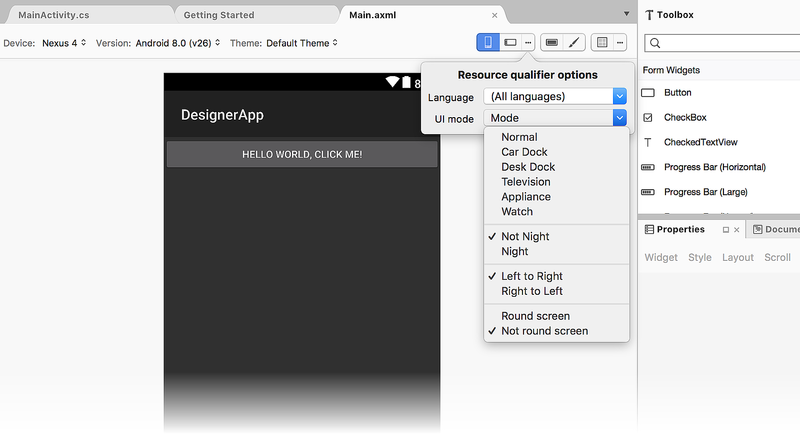 MainActivity.cs
Getting Started
Main.axml
Toolbox
Device: Nexus 4 Version: Android 8.0 (v26) Theme: Default Theme
Resource qualifier options
Language (All languages)
UI mode Mode
Normal
Car Dock
Desk Dock
Television
Appliance
Watch
Not Night
Night
Left to Right
Right to Left
Round screen
Not round screen
8
DesignerApp
HELLO WORLD, CLICK ME!
Form Widgets
Button
CheckBox
CheckedTextView
Progress Bar (Horizontal)
Progress Bar (Large)
Properties
Docume
Widget Style Layout Scroll